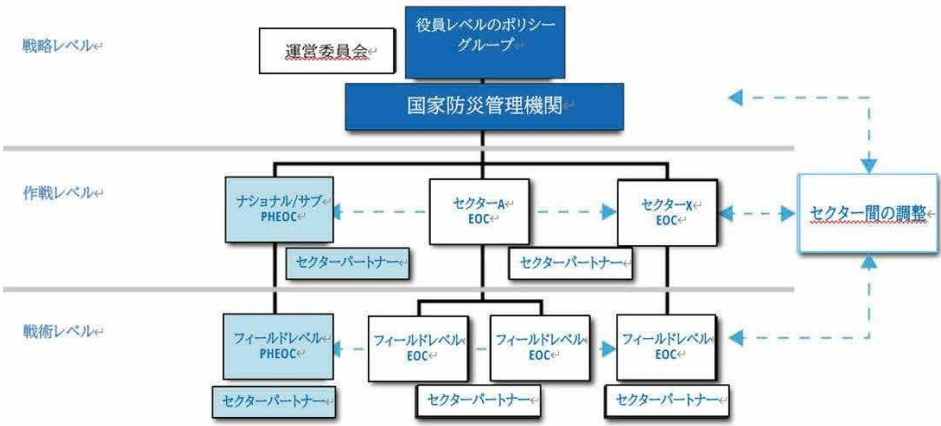 戦略レベル
運営委員会
役員レベルのポリシー
グループ
国家防災管理機関
作戦レベル
ナショナル/サブ
PHEOC
セクターA
EOC
セクターX
EOC
セクター間の調整
セクターパートナー
セクターパートナー
戦術レベル
フィールドレベル
PHEOC
フィールドレベル
EOC
フィールドレベル
EOC
フィールドレベル
EOC
セクターパートナー
セクターパートナー
セクターパートナー